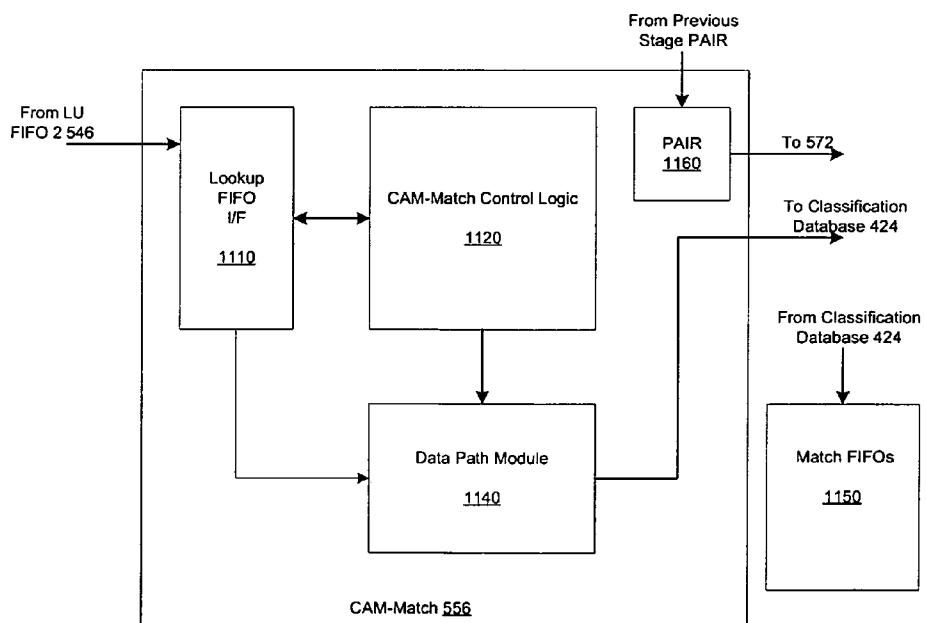 From Previous
Stage PAIR
From LU
FIFO 2 546
Lookup
FIFO
I/F
1110
CAM-Match Control Logic
1120
PAIR
1160
To 572
To Classification
Database 424
From Classification
Database 424
Data Path Module
1140
Match FIFOs
1150
CAM-Match 556